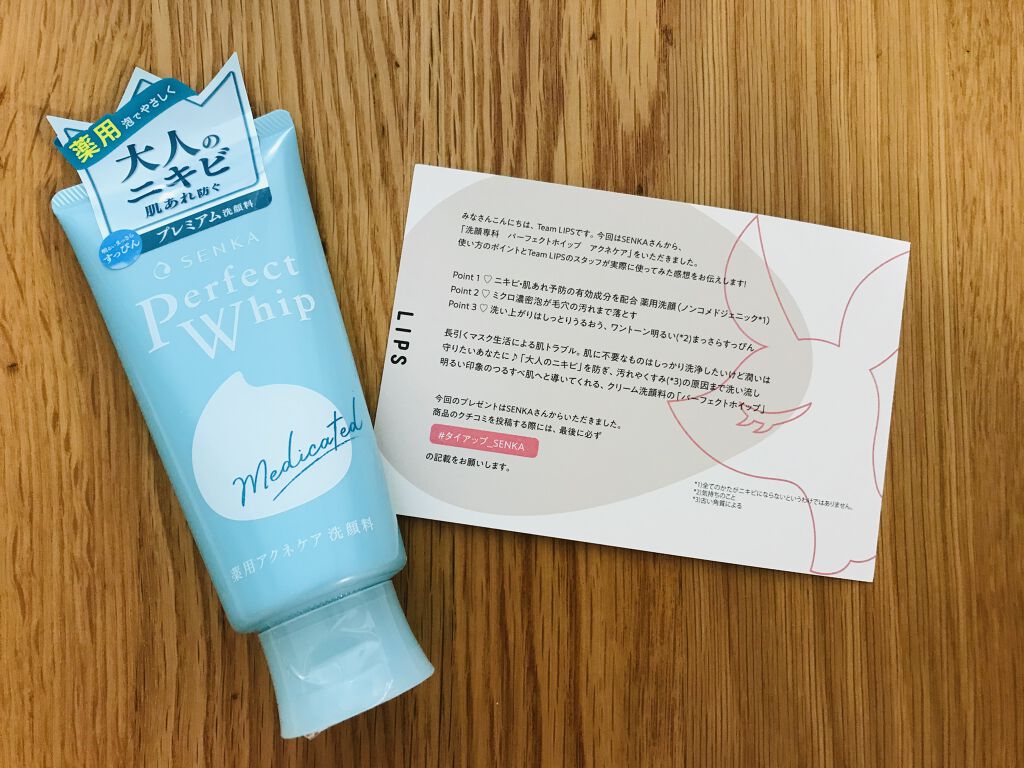 薬用 泡でやさしく
大人の
ニキビ
肌あれ防ぐ
プレミアム洗顔料
明るい、まっさら
すっぴん
SENKA
Perfect
Whip
Medicated
薬用アクネケア 洗顔料
LIPS
みなさんこんにちは、Team LIPSです。今回はSENKAさんから、
「洗顔専科　パーフェクトホイップ　アクネケア」をいただきました。
使い方のポイントとTeam LIPSのスタッフが実際に使ってみた感想をお伝えします!
Point 1 ♡ ニキビ・肌あれ予防の有効成分を配合 薬用洗顔(ノンコメドジェニック*1)
Point 2 ♡ ミクロ濃密泡が毛穴の汚れまで落とす
Point 3 ♡ 洗い上がりはしっとりうるおう、ワントーン明るい(*2)まっさらすっぴん
長引くマスク生活による肌トラブル。肌に不要なものはしっかり洗浄したいけど潤いは
守りたいあなたに♪「大人のニキビ」を防ぎ、汚れやくすみ(*3)の原因まで洗い流し
明るい印象のつるすべ肌へと導いてくれる、クリーム洗顔料の「パーフェクトホイップ」
今回のプレゼントはSENKAさんからいただきました。
商品のクチコミを投稿する際には、最後に必ず
#タイアップ_SENKA
の記載をお願いします。
*1)全てのかたがニキビにならないというわけではありません。
*2)気持ちのこと
*3)古い角質による